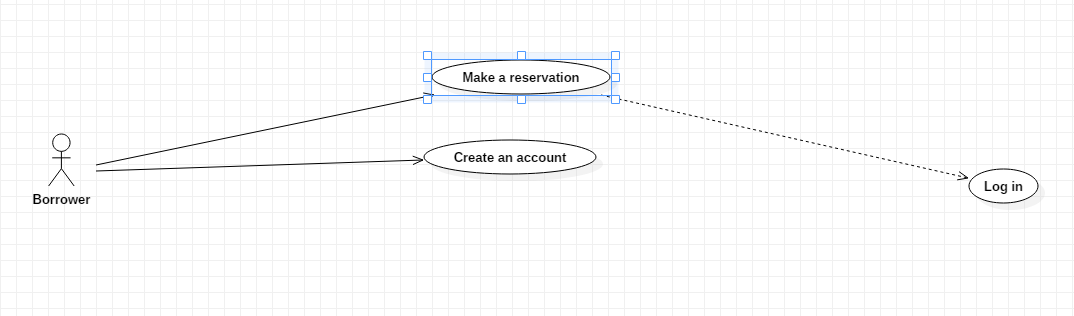 Make a reservation
Create an account
Log in
Borrower